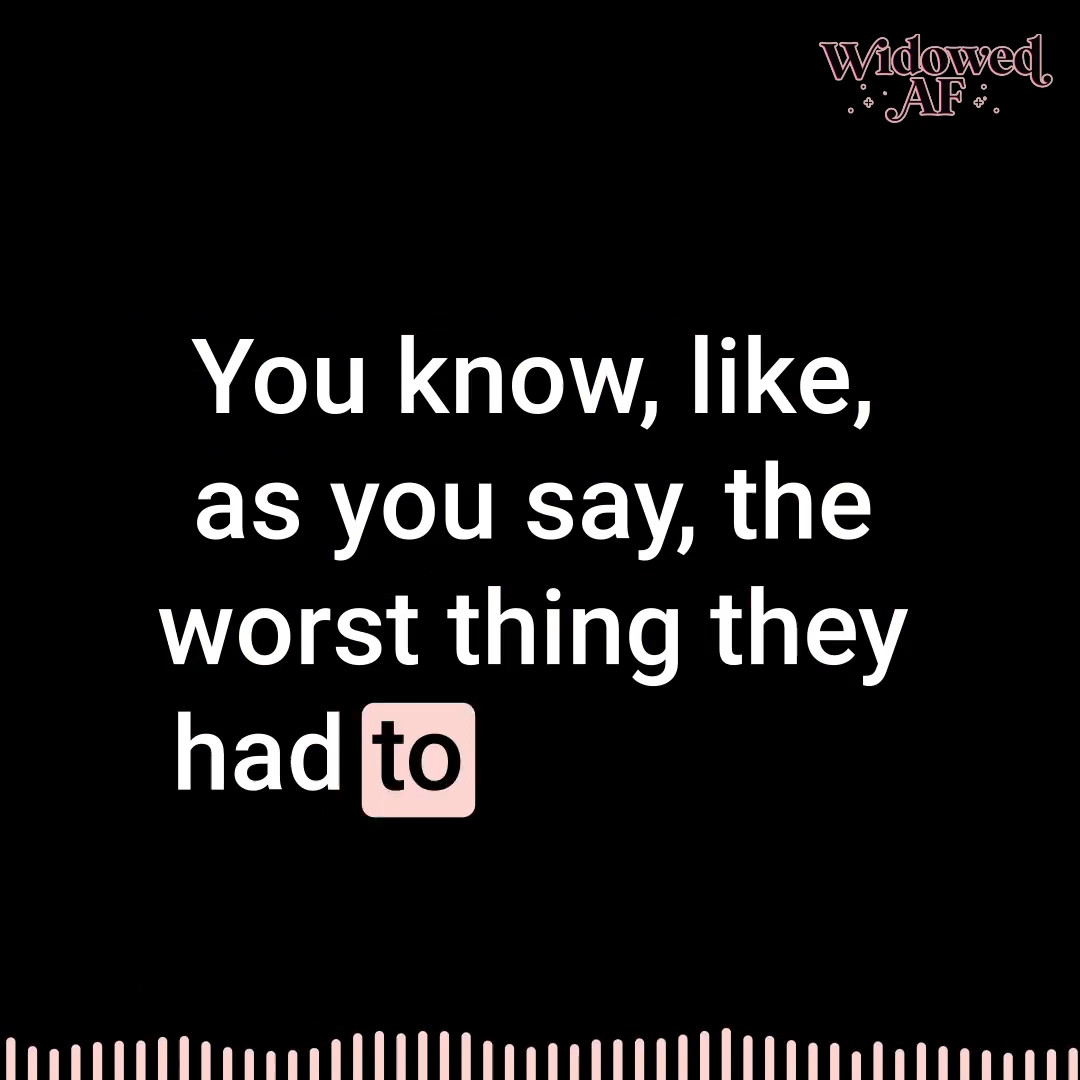 Widowed
AF
You know, like,
as you say, the
worst thing they
had to